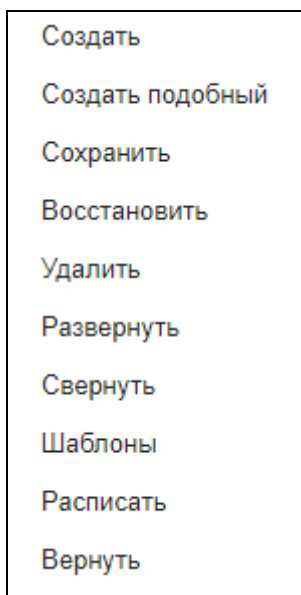 Создать
Создать подобный
Сохранить
Восстановить
Удалить
Развернуть
Свернуть
Шаблоны
Расписать
Вернуть